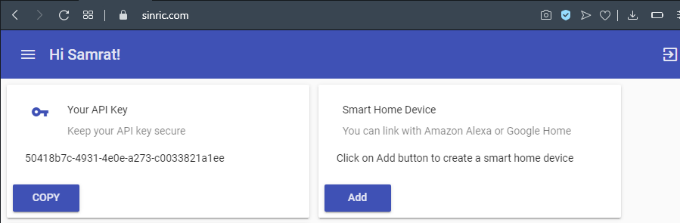 sinric.com
Hi Samrat!
Your API Key
Keep your API key secure
50418b7c-4931-4e0e-a273-c0033821a1ee
COPY
Smart Home Device
You can link with Amazon Alexa or Google Home
Click on Add button to create a smart home device
Add